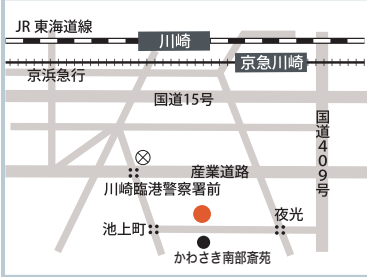 JR 東海道線
川崎
京急川崎
京浜急行
国道15号
国道409号
産業道路
川崎臨港警察署前
池上町
夜光
かわさき南部斎苑